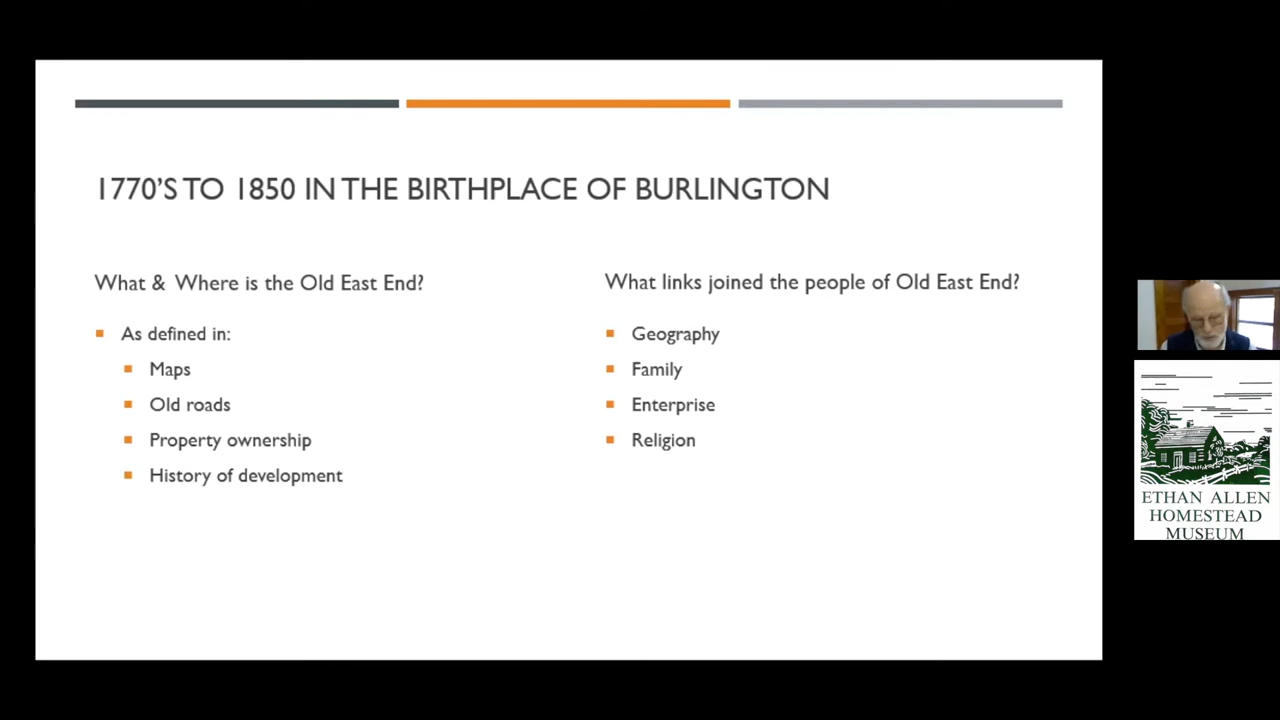 1770'S TO 1850 IN THE BIRTHPLACE OF BURLINGTON
What & Where is the Old East End?
As defined in:
Maps
Old roads
Property ownership
History of development
What links joined the people of Old East End?
Geography
Family
Enterprise
Religion
ETHAN ALLEN
HOMESTEAD
MUSEUM